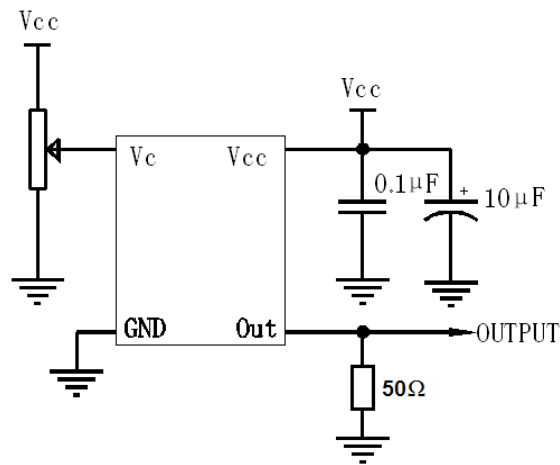 Vcc
Vcc
Vc
Vcc
0.1μF
+
10μF
GND
Out
OUTPUT
50Ω